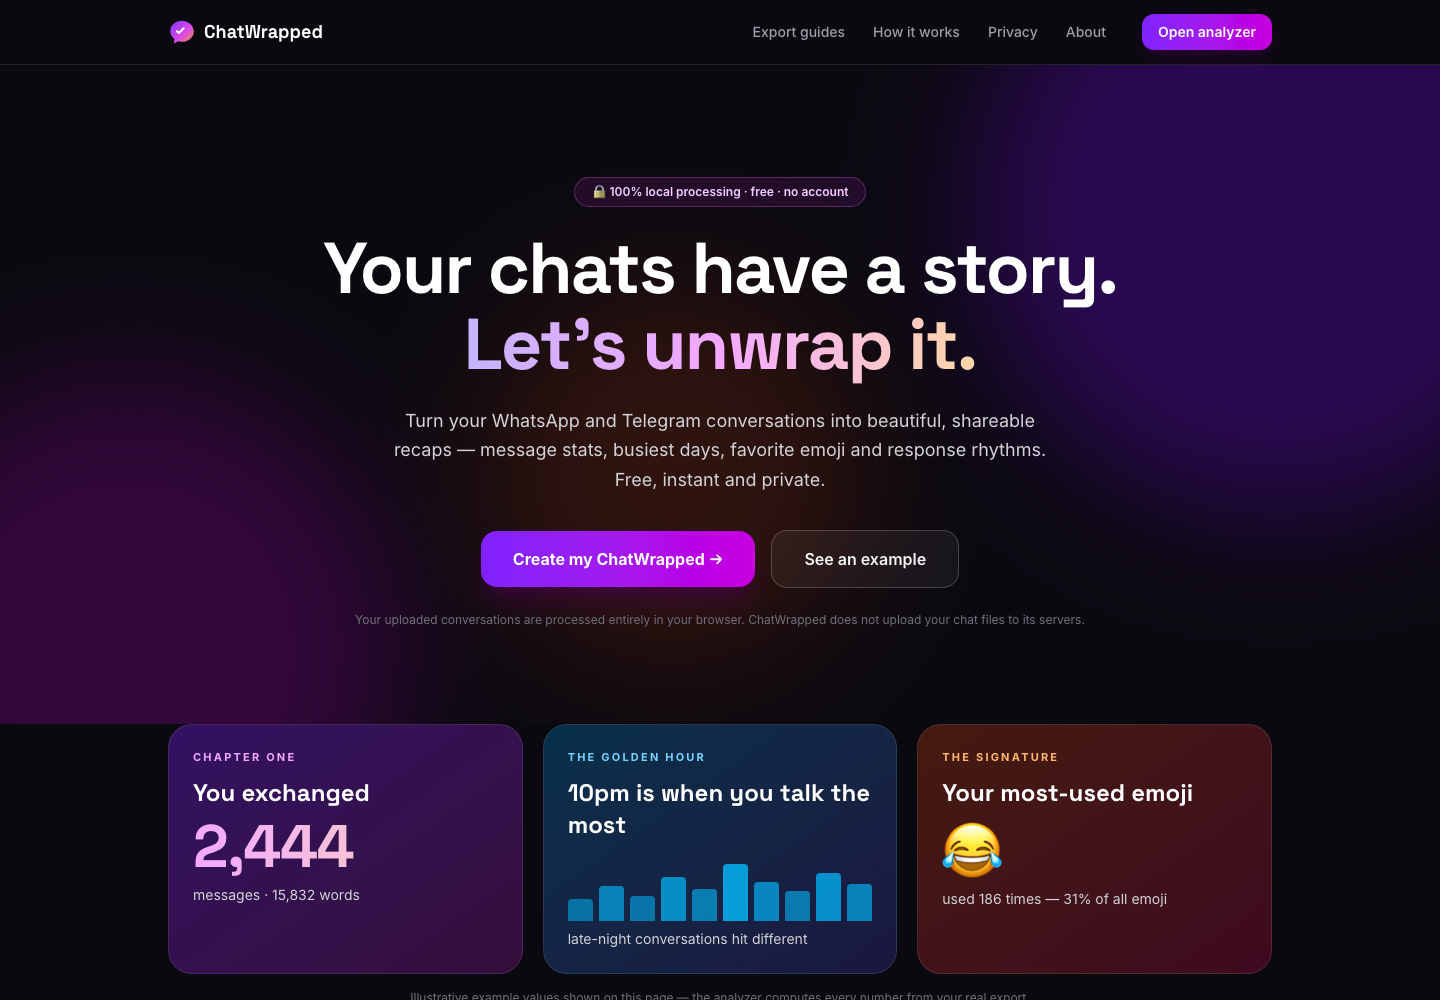 ChatWrapped
Export guides
How it works
Privacy
About
Open analyzer
🔒 100% local processing · free · no account
Your chats have a story.
Let's unwrap it.
Turn your WhatsApp and Telegram conversations into beautiful, shareable
recaps — message stats, busiest days, favorite emoji and response rhythms.
Free, instant and private.
Create my ChatWrapped →
See an example
Your uploaded conversations are processed entirely in your browser. ChatWrapped does not upload your chat files to its servers.
CHAPTER ONE
You exchanged
2,444
messages · 15,832 words
THE GOLDEN HOUR
10pm is when you talk the
most
late-night conversations hit different
THE SIGNATURE
Your most-used emoji
😂
used 186 times — 31% of all emoji
Illustrative example values shown on this page — the analyzer computes every number from your real export.